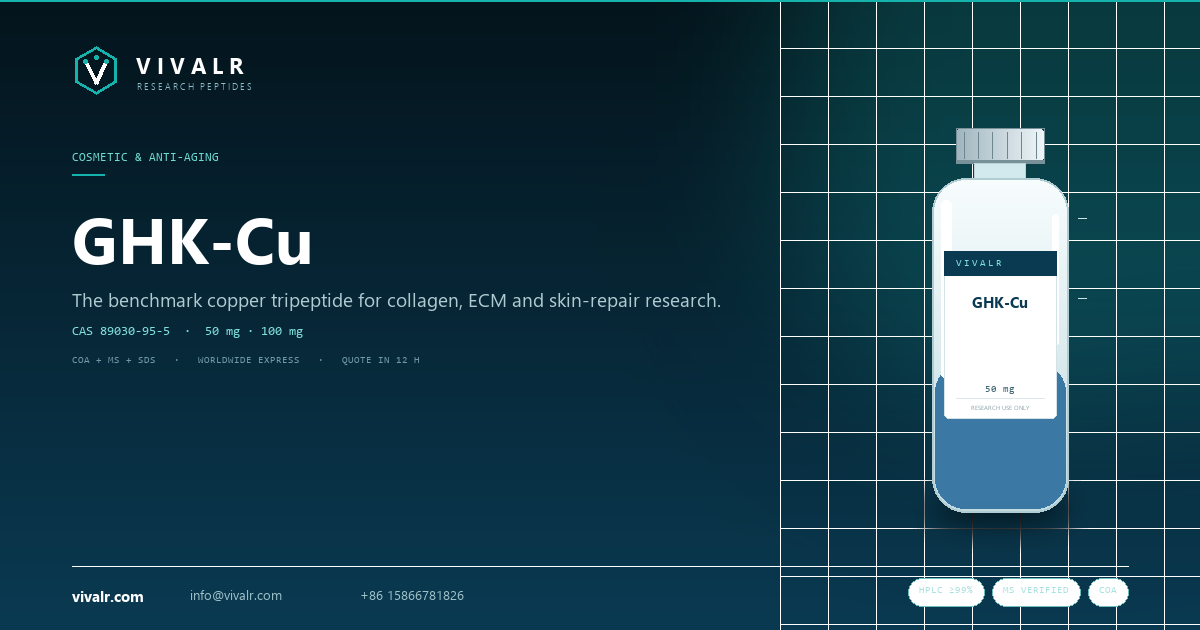 VIVALR
RESEARCH PEPTIDES
COSMETIC & ANTI-AGING
GHK-Cu
The benchmark copper tripeptide for collagen, ECM and skin-repair research.
CAS 89030-95-5 · 50 mg · 100 mg
COA + MS + SDS · WORLDWIDE EXPRESS · QUOTE IN 12 H
VIVALR
GHK-Cu
50 mg
RESEARCH USE ONLY
vivalr.com info@vivalr.com +86 15866781826
HPLC ≥99% MS VERIFIED COA